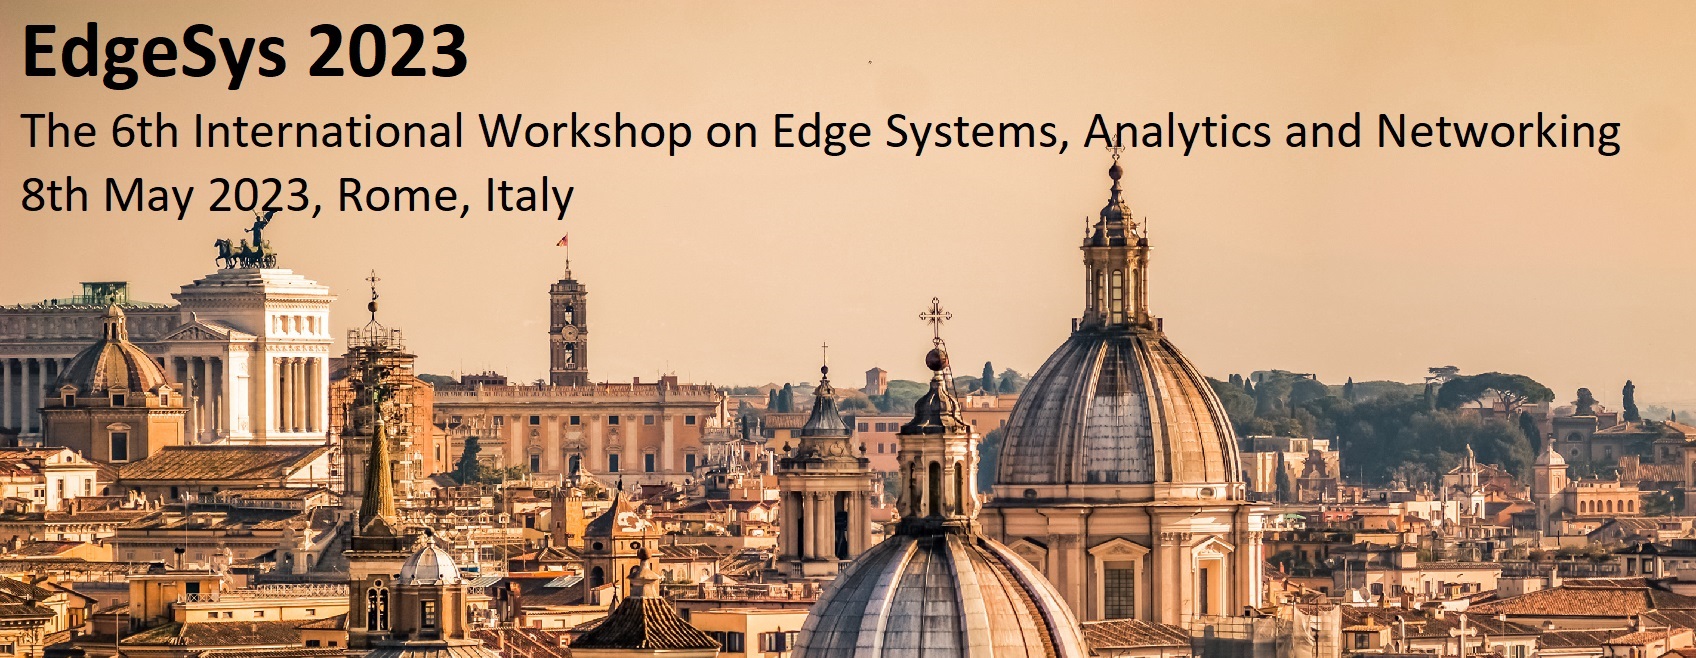 EdgeSys 2023
The 6th International Workshop on Edge Systems, Analytics and Networking
8th May 2023, Rome, Italy